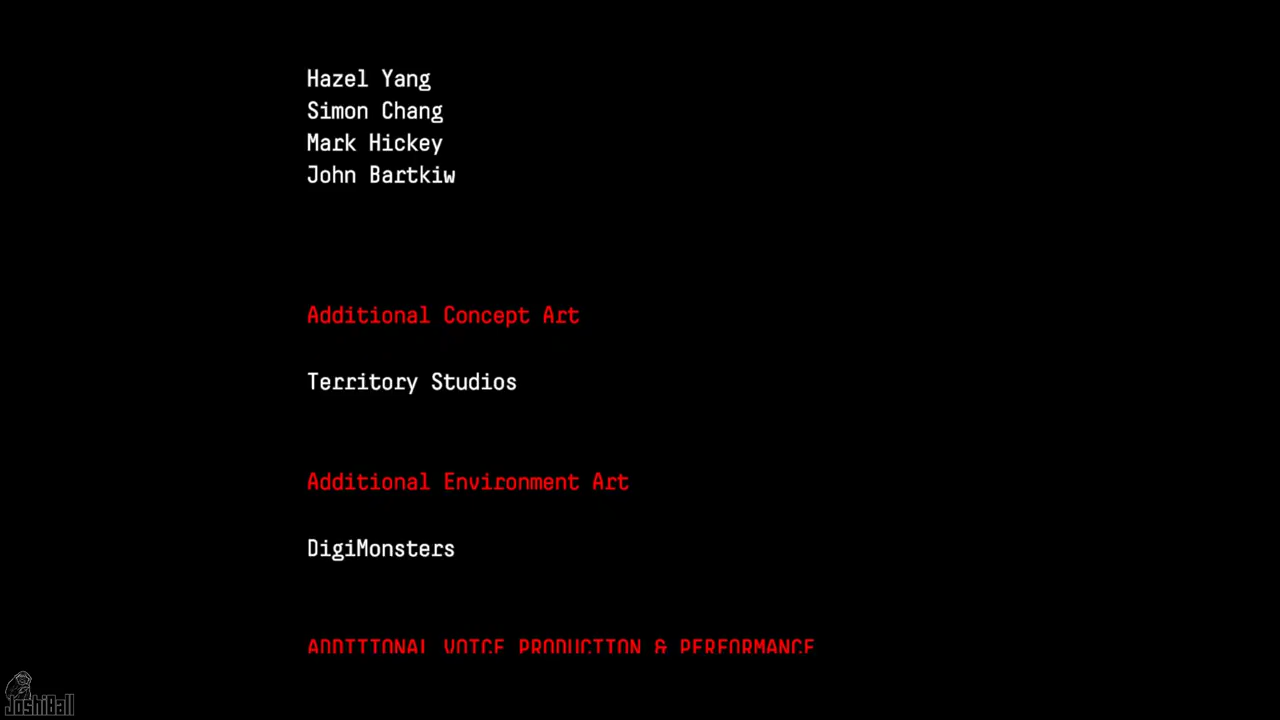 Hazel Yang
Simon Chang
Mark Hickey
John Bartkiw
Additional Concept Art
Territory Studios
Additional Environment Art
DigiMonsters
ADDITIONAL VOICE PRODUCTION & PERFORMANCE
JoshiBall